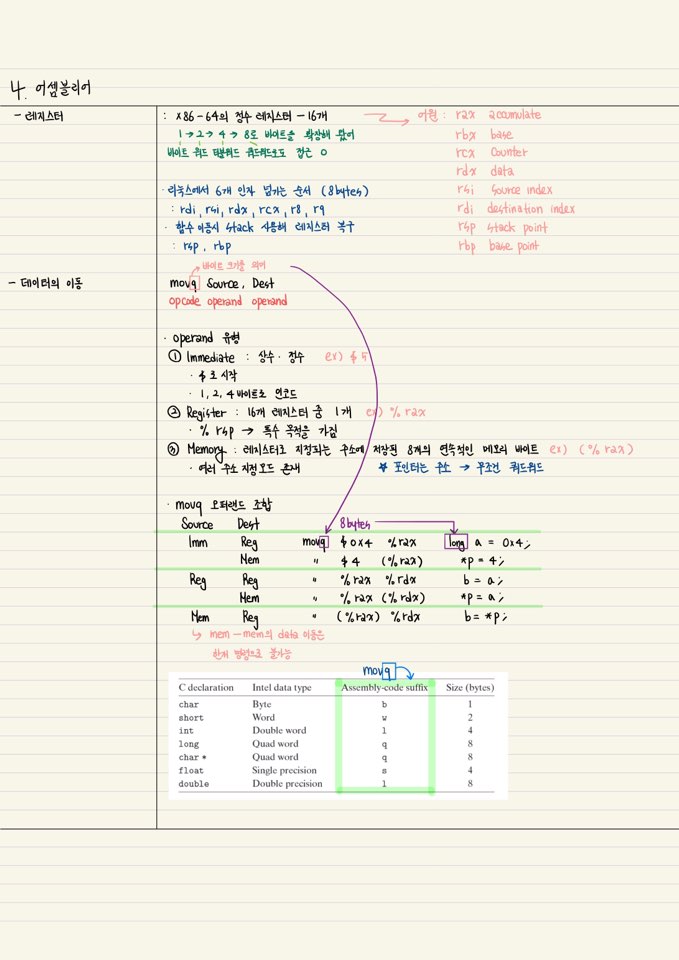 4. 어셈블리어
- 레지스터
: x86-64의 정수 레지스터 - 16개
1 → 2 → 4 → 8로 바이트를 확장해 왔어
바이트 워드 더블워드 쿼드워드로도 접근 O
어원 : rax accumulate
rbx base
rcx counter
rdx data
rsi source index
rdi destination index
rsp stack point
rbp base point
· 리눅스에서 6개 인자 넘기는 순서 (8bytes)
: rdi, rsi, rdx, rcx, r8, r9
· 함수 이용시 stack 사용해 레지스터 복구
: rsp, rbp
- 데이터의 이동
바이트 크기를 의미
movq Source, Dest
opcode operand operand
· operand 유형
① Immediate : 상수 · 정수 ex) $5
· $로 시작
· 1, 2, 4 바이트로 인코드
② Register : 16개 레지스터 중 1개 ex) %rax
· %rsp → 특수 목적을 가짐
③ Memory : 레지스터로 지정되는 주소에 저장된 8개의 연속적인 메모리 바이트 ex) (%rax)
· 여러 주소 지정모드 존재 ★ 포인터는 주소 → 무조건 쿼드워드
· movq 오퍼랜드 조합
Source Dest 8bytes
Imm Reg movq $0x4 %rax long a = 0x4;
Mem " $4 (%rax) *p = 4;
Reg Reg " %rax %rdx b = a;
Mem " %rax (%rdx) *p = a;
Mem Reg " (%rax) %rdx b = *p;
↳ mem-mem의 data 이동은
한개 명령으로 불가능
movq
C declaration Intel data type Assembly-code suffix Size (bytes)
char Byte b 1
short Word w 2
int Double word l 4
long Quad word q 8
char * Quad word q 8
float Single precision s 4
double Double precision l 8